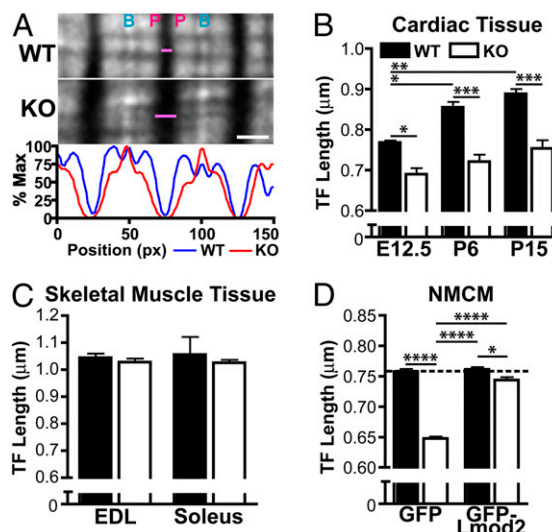 A
B P P B
WT
KO
% Max
100
75
50
25
0
0 50 100 150
Position (px) WT KO
B Cardiac Tissue
WT KO
TF Length (µm)
1.0
0.9
0.8
0.7
0.6
0
**
*
***
***
*
E12.5 P6 P15
C Skeletal Muscle Tissue
TF Length (µm)
1.2
1.1
1.0
0.9
0.8
0.7
0.6
0
EDL Soleus
D NMCM
TF Length (µm)
0.85
0.80
0.75
0.70
0.65
0.60
0
****
****
****
*
GFP GFP-
Lmod2